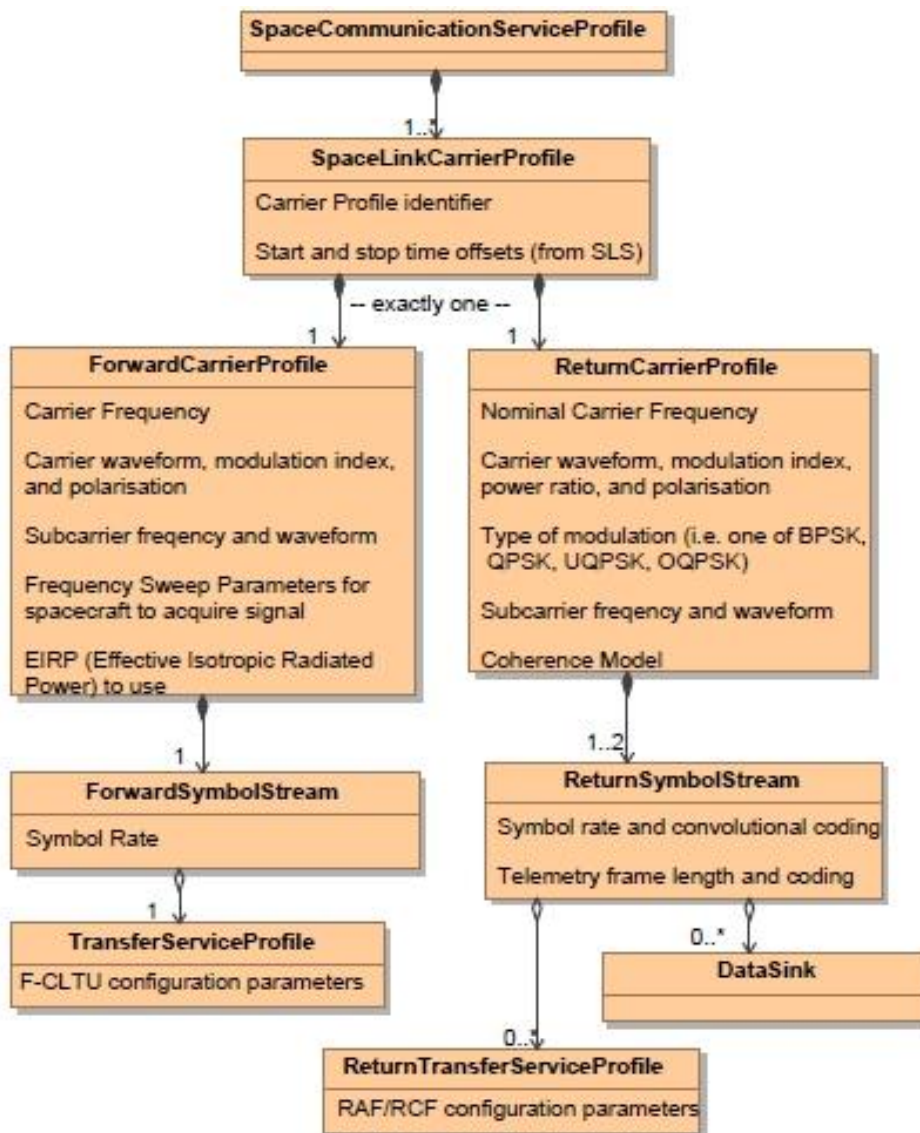 SpaceCommunicationServiceProfile
1..*
SpaceLinkCarrierProfile
Carrier Profile identifier
Start and stop time offsets (from SLS)
-- exactly one --
1
1
ForwardCarrierProfile
Carrier Frequency
Carrier waveform, modulation index,
and polarisation
Subcarrier freqency and waveform
Frequency Sweep Parameters for
spacecraft to acquire signal
EIRP (Effective Isotropic Radiated
Power) to use
ReturnCarrierProfile
Nominal Carrier Frequency
Carrier waveform, modulation index,
power ratio, and polarisation
Type of modulation (i.e. one of BPSK,
QPSK, UQPSK, OQPSK)
Subcarrier freqency and waveform
Coherence Model
1
1..2
ForwardSymbolStream
Symbol Rate
ReturnSymbolStream
Symbol rate and convolutional coding
Telemetry frame length and coding
1
0..*
TransferServiceProfile
F-CLTU configuration parameters
DataSink
0..*
ReturnTransferServiceProfile
RAF/RCF configuration parameters